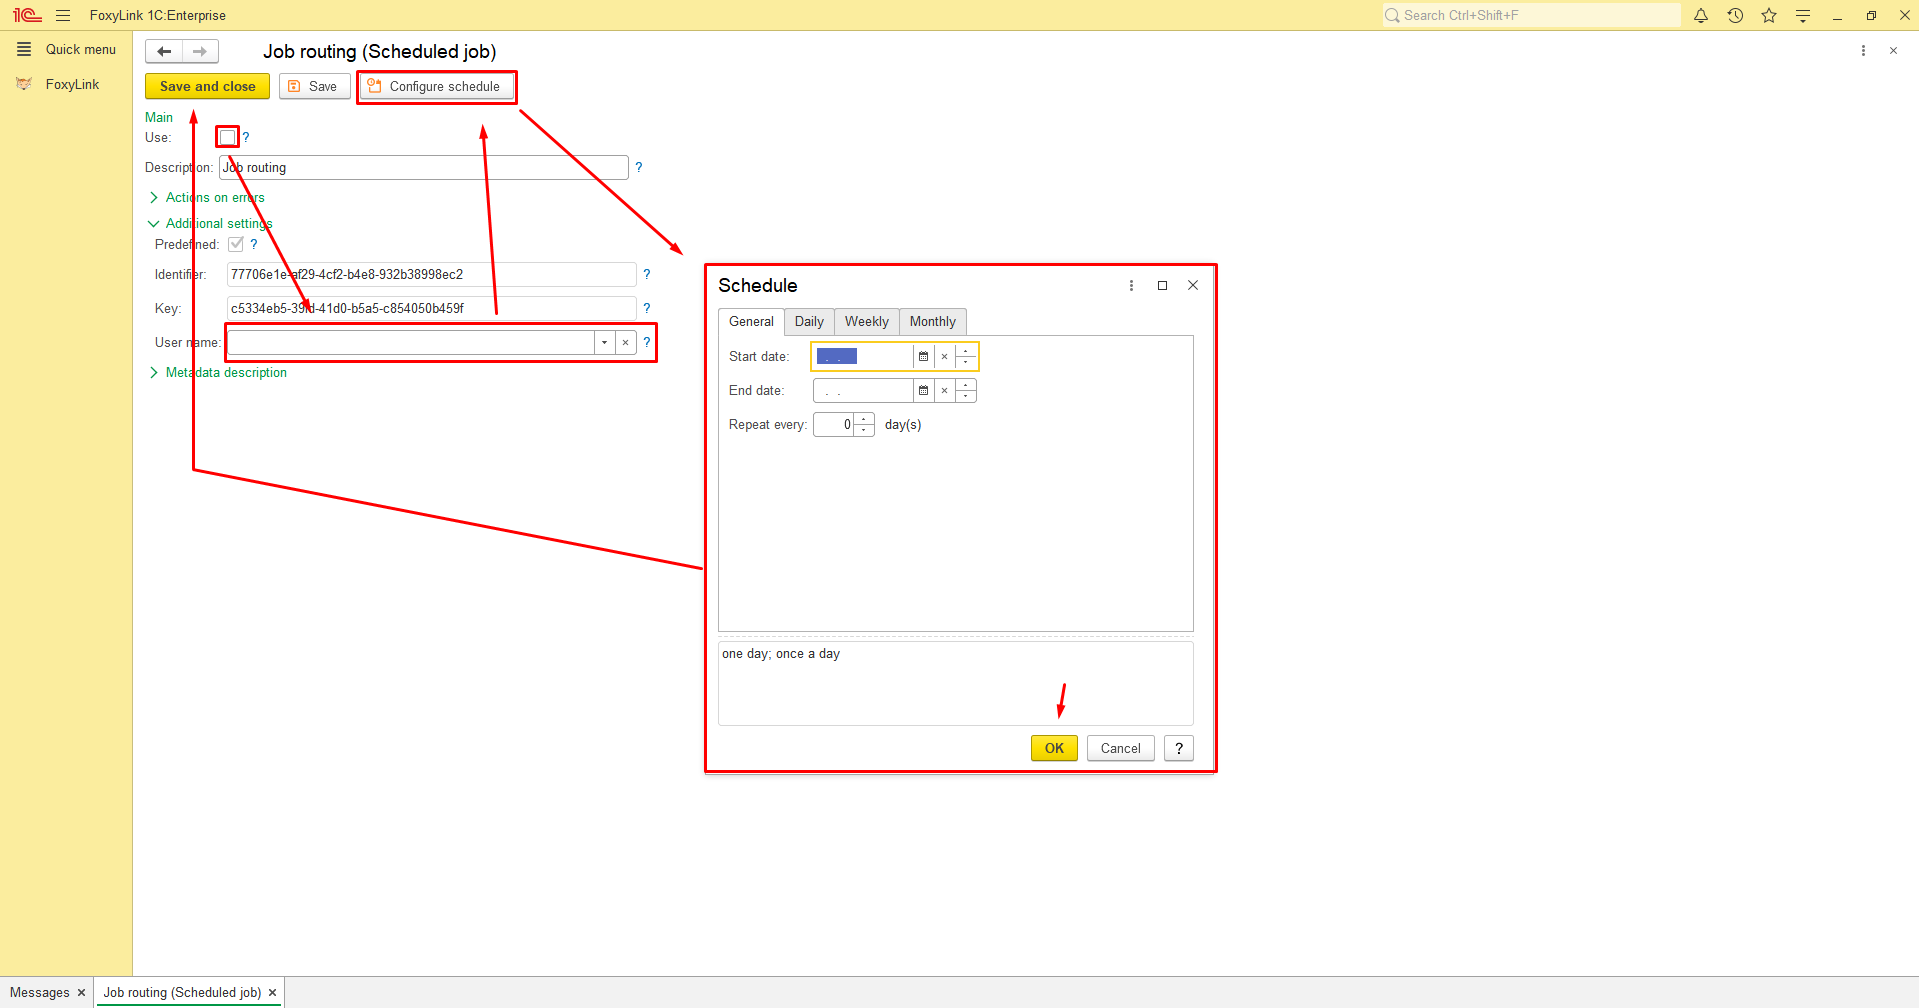 1С FoxyLink 1C:Enterprise
Search Ctrl+Shift+F
Quick menu
FoxyLink
Job routing (Scheduled job)
Save and close Save Configure schedule
Main
Use: ?
Description: Job routing ?
Actions on errors
Additional settings
Predefined: ?
Identifier: 77706e1e-af29-4cf2-b4e8-932b38998ec2 ?
Key: c5334eb5-39fd-41d0-b5a5-c854050b459f ?
User name: ?
Metadata description
Schedule
General Daily Weekly Monthly
Start date: . .
End date: . .
Repeat every: 0 day(s)
one day; once a day
OK Cancel ?
Messages Job routing (Scheduled job)